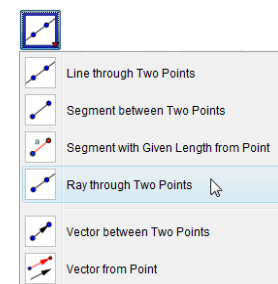 Line through Two Points
Segment between Two Points
Segment with Given Length from Point
Ray through Two Points
Vector between Two Points
Vector from Point